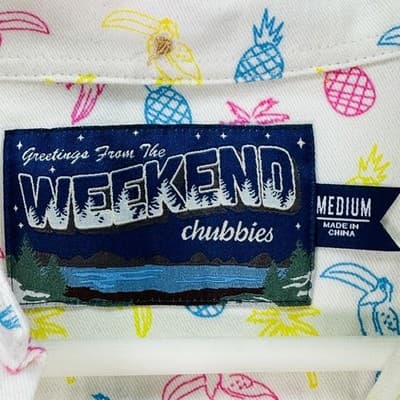 Greetings From The
WEEKEND
chubbies
MEDIUM
MADE IN
CHINA